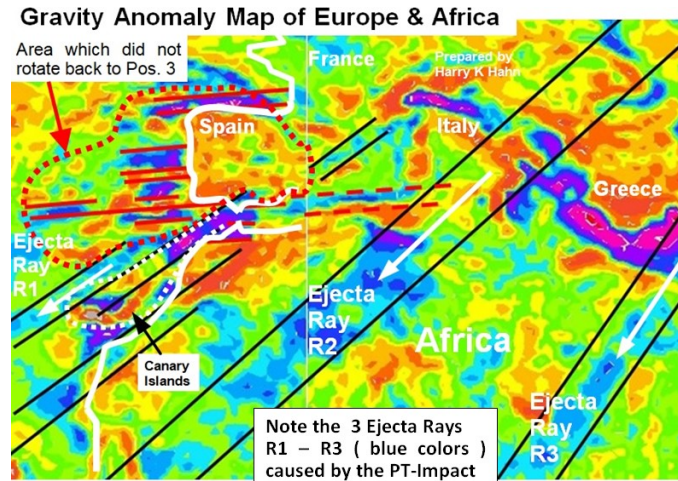 Gravity Anomaly Map of Europe & Africa
Area which did not
rotate back to Pos. 3
France
Prepared by
Harry K Hahn
Spain
Italy
Greece
Ejecta
Ray
R1
Ejecta
Ray
R2
Africa
Canary
Islands
Ejecta
Ray
R3
Note the 3 Ejecta Rays
R1 – R3 ( blue colors )
caused by the PT-Impact